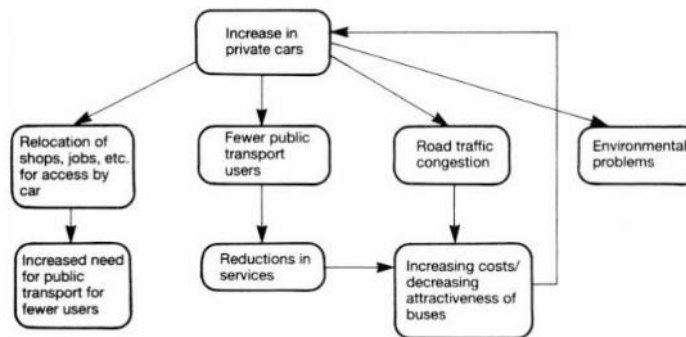 Increase in
private cars
Relocation of
shops, jobs, etc.
for access by
car
Fewer public
transport
users
Road traffic
congestion
Environmental
problems
Increased need
for public
transport for
fewer users
Reductions in
services
Increasing costs/
decreasing
attractiveness of
buses